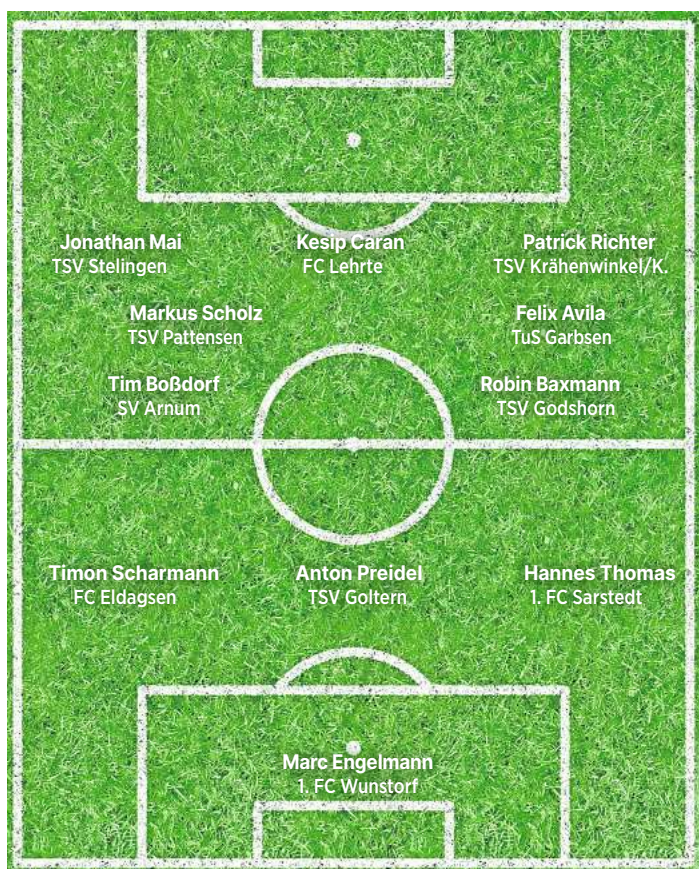 Jonathan Mai
TSV Stelingen
Kesip Caran
FC Lehrte
Patrick Richter
TSV Krähenwinkel/K.
Markus Scholz
TSV Pattensen
Felix Avila
TuS Garbsen
Tim Boßdorf
SV Arnum
Robin Baxmann
TSV Godshorn
Timon Scharmann
FC Eldagsen
Anton Preidel
TSV Goltern
Hannes Thomas
1. FC Sarstedt
Marc Engelmann
1. FC Wunstorf